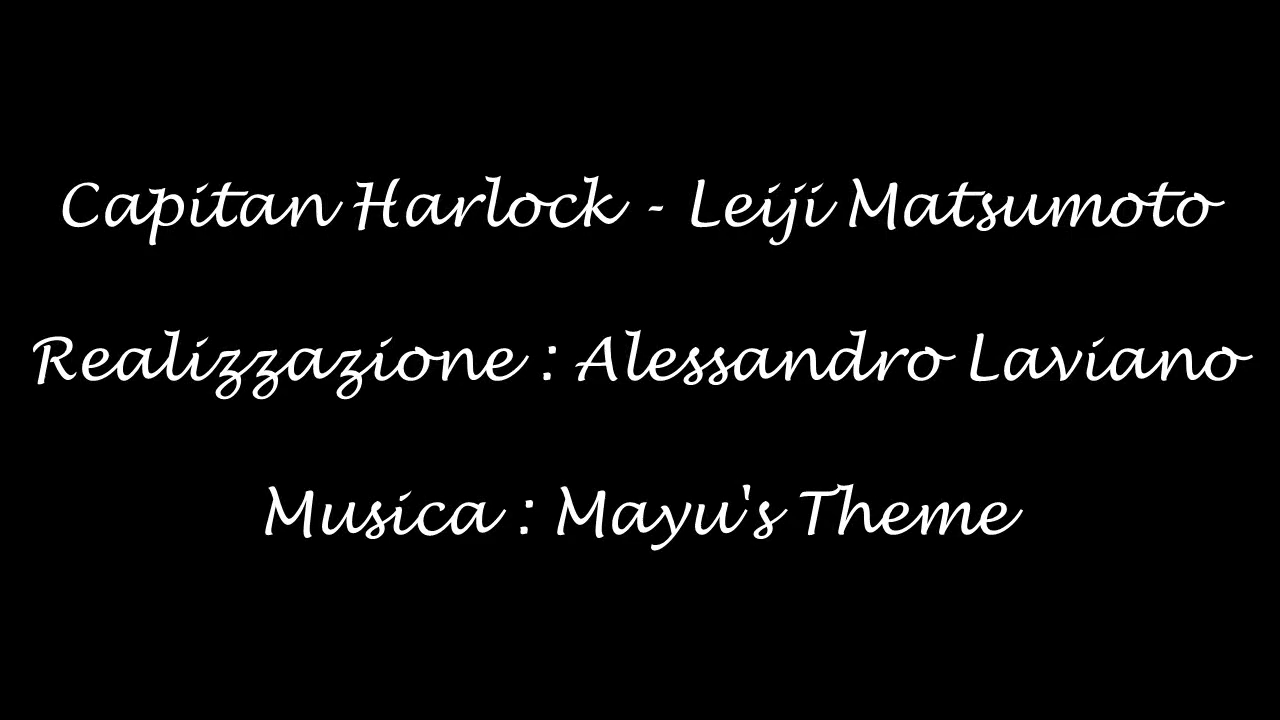 Capitan Harlock - Leiji Matsumoto
Realizzazione : Alessandro Laviano
Musica : Mayu's Theme